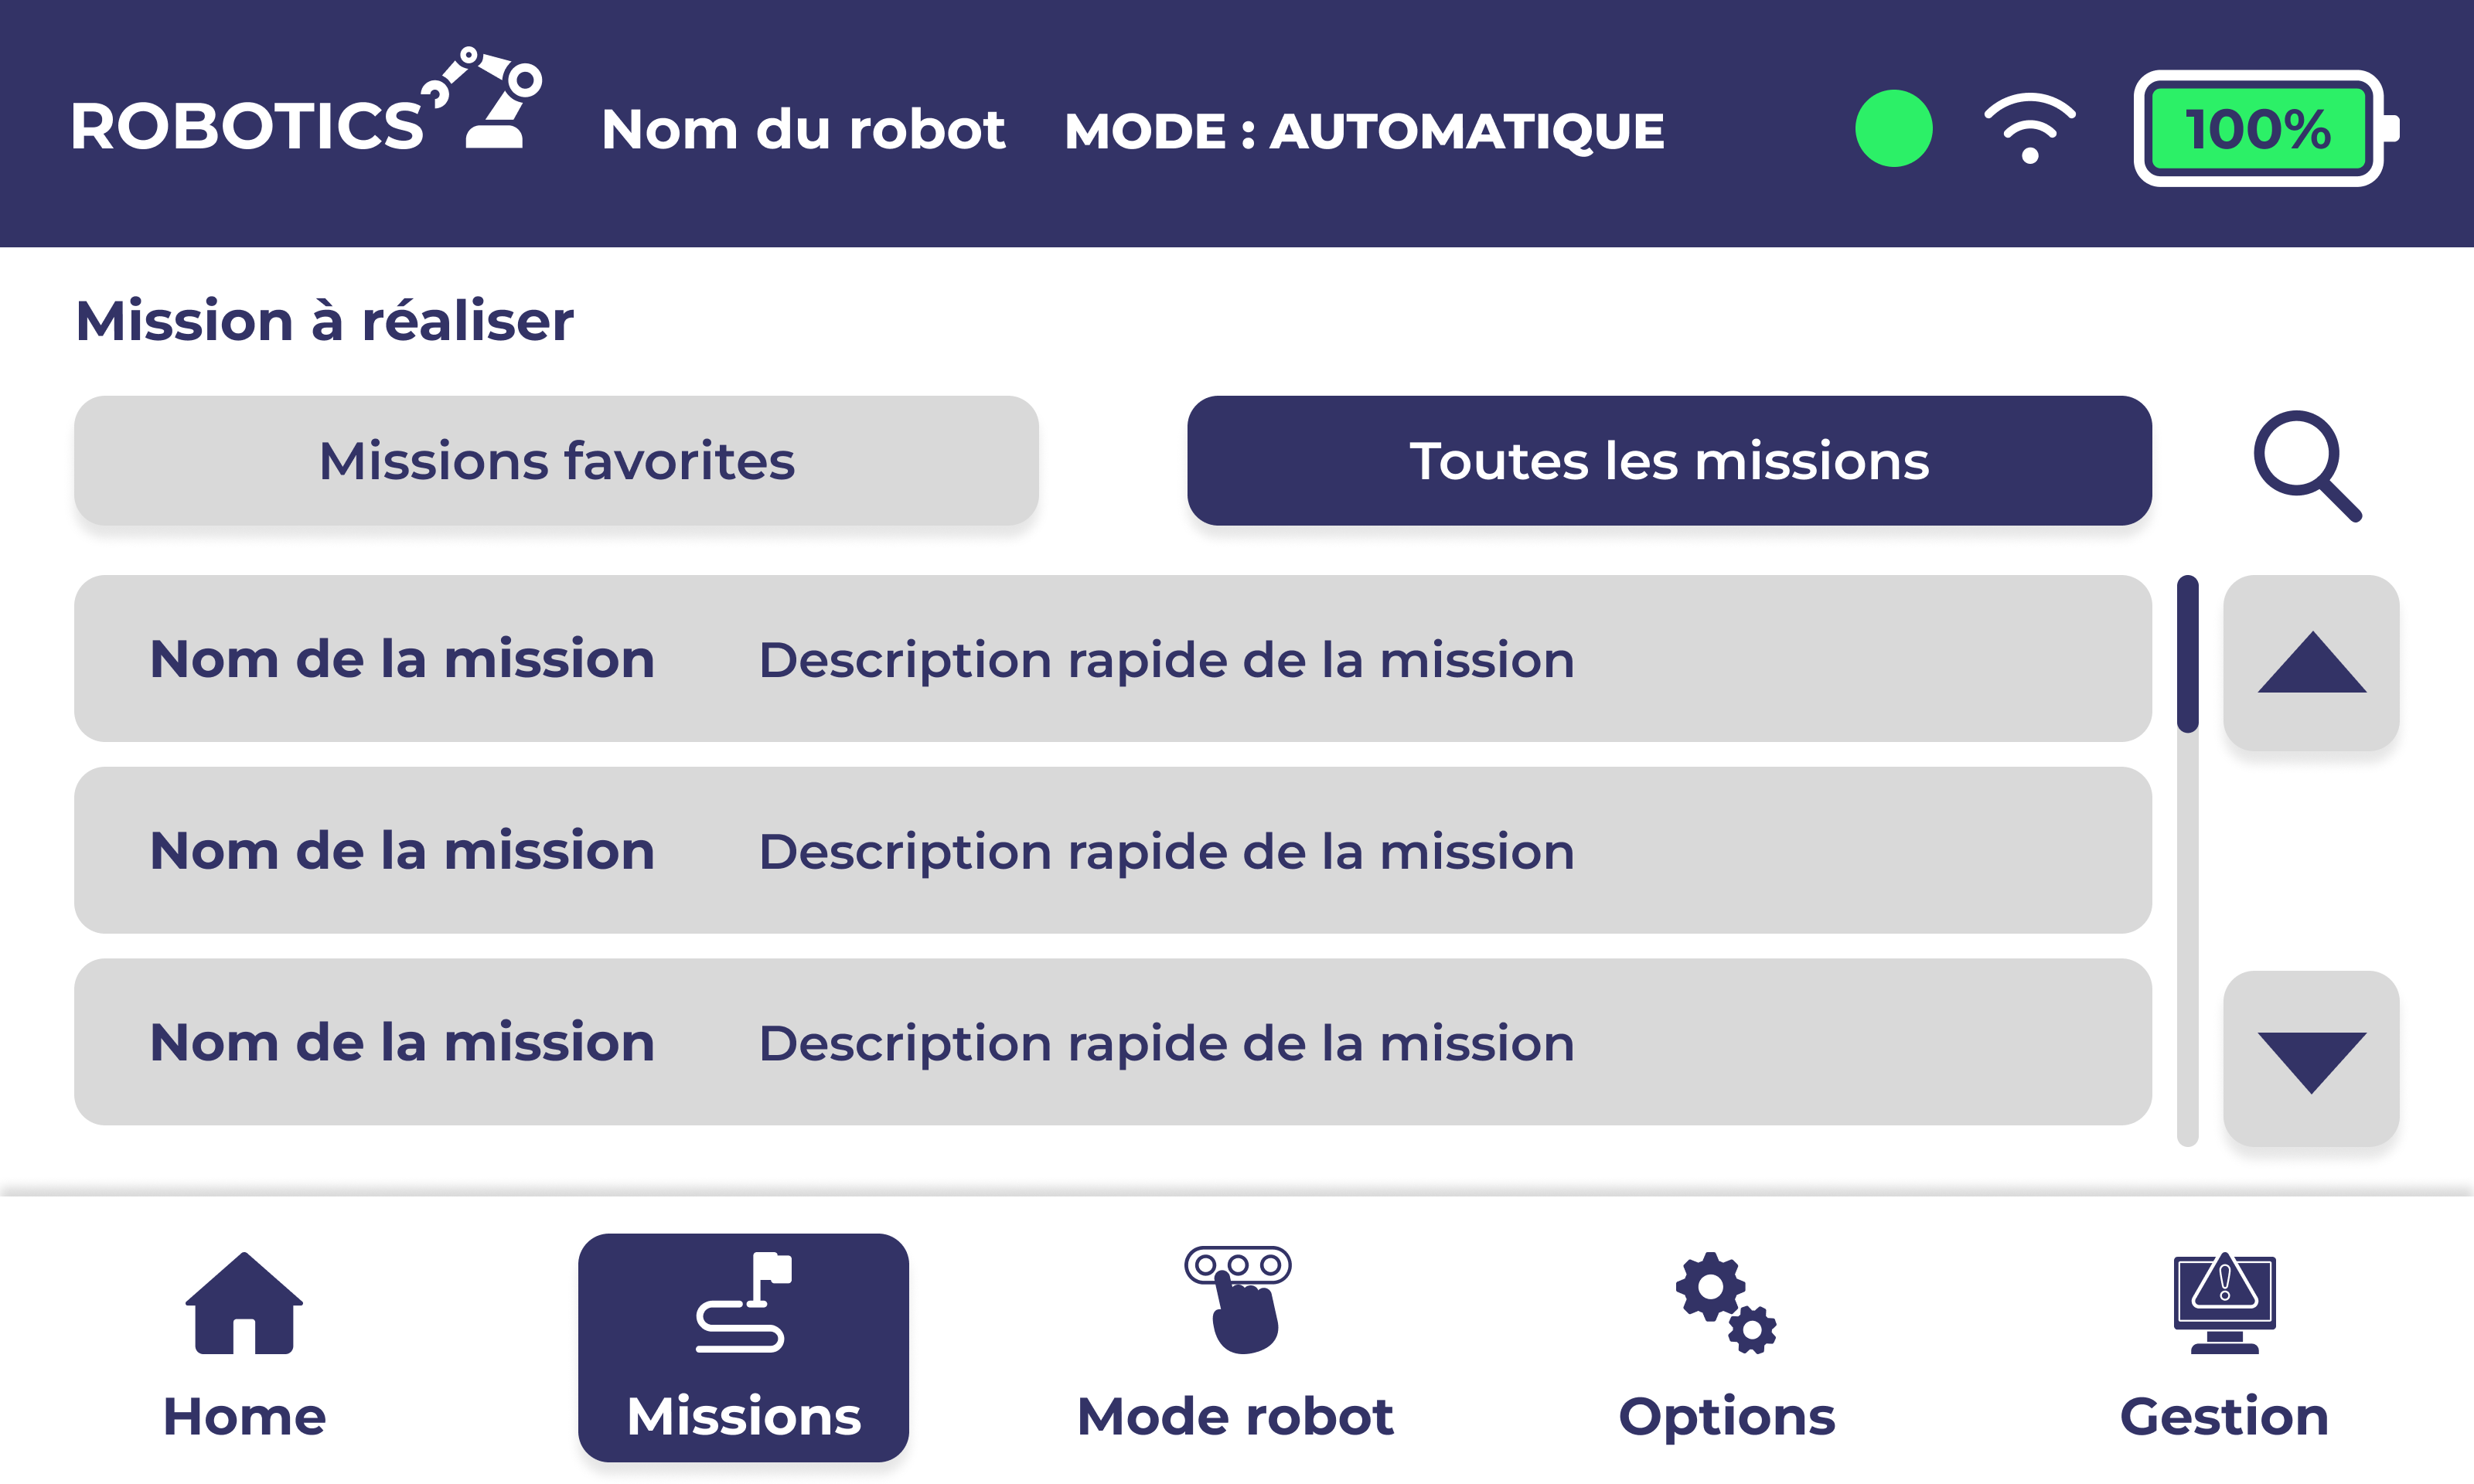 ROBOTICS
Nom du robot
MODE : AUTOMATIQUE
100%
Mission à réaliser
Missions favorites
Toutes les missions
Nom de la mission
Description rapide de la mission
Nom de la mission
Description rapide de la mission
Nom de la mission
Description rapide de la mission
Home
Missions
Mode robot
Options
Gestion